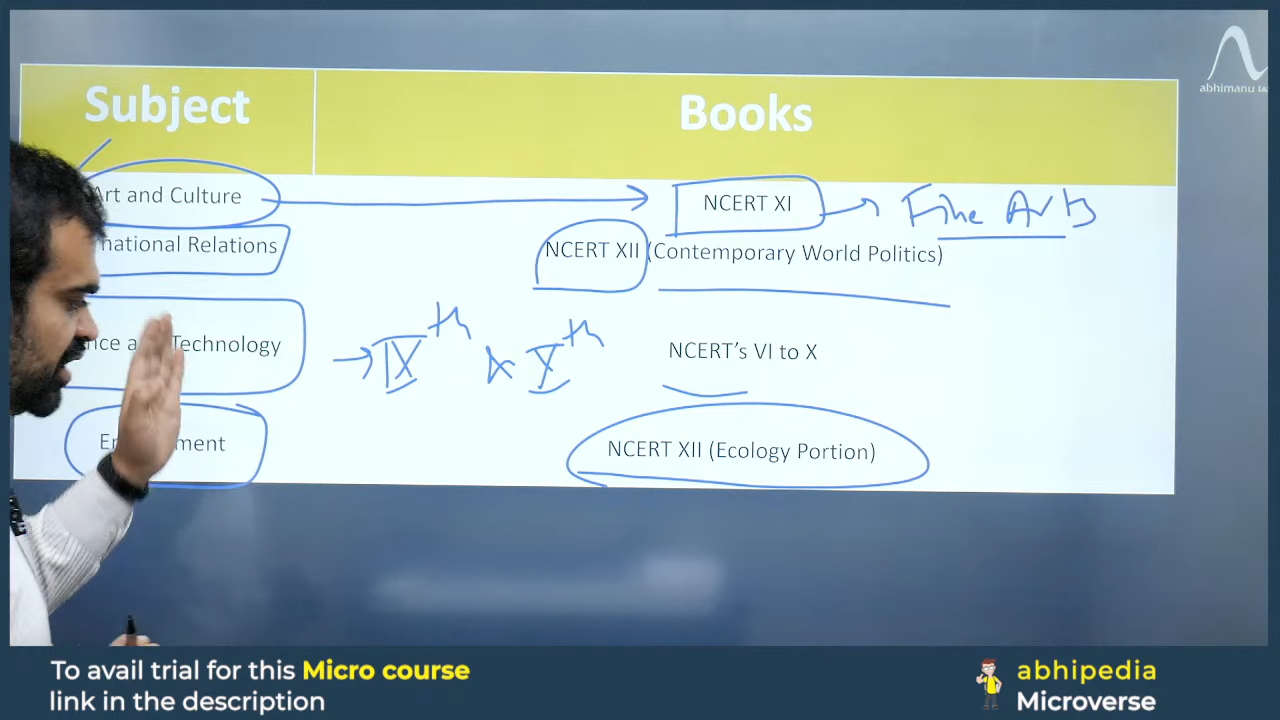 Subject Books
abhimanu IA
Art and Culture NCERT XI → Fine Arts
national Relations NCERT XII (Contemporary World Politics)
nce a Technology → IXth & Xth NCERT's VI to X
En ment NCERT XII (Ecology Portion)
To avail trial for this Micro course
link in the description
abhipedia
Microverse